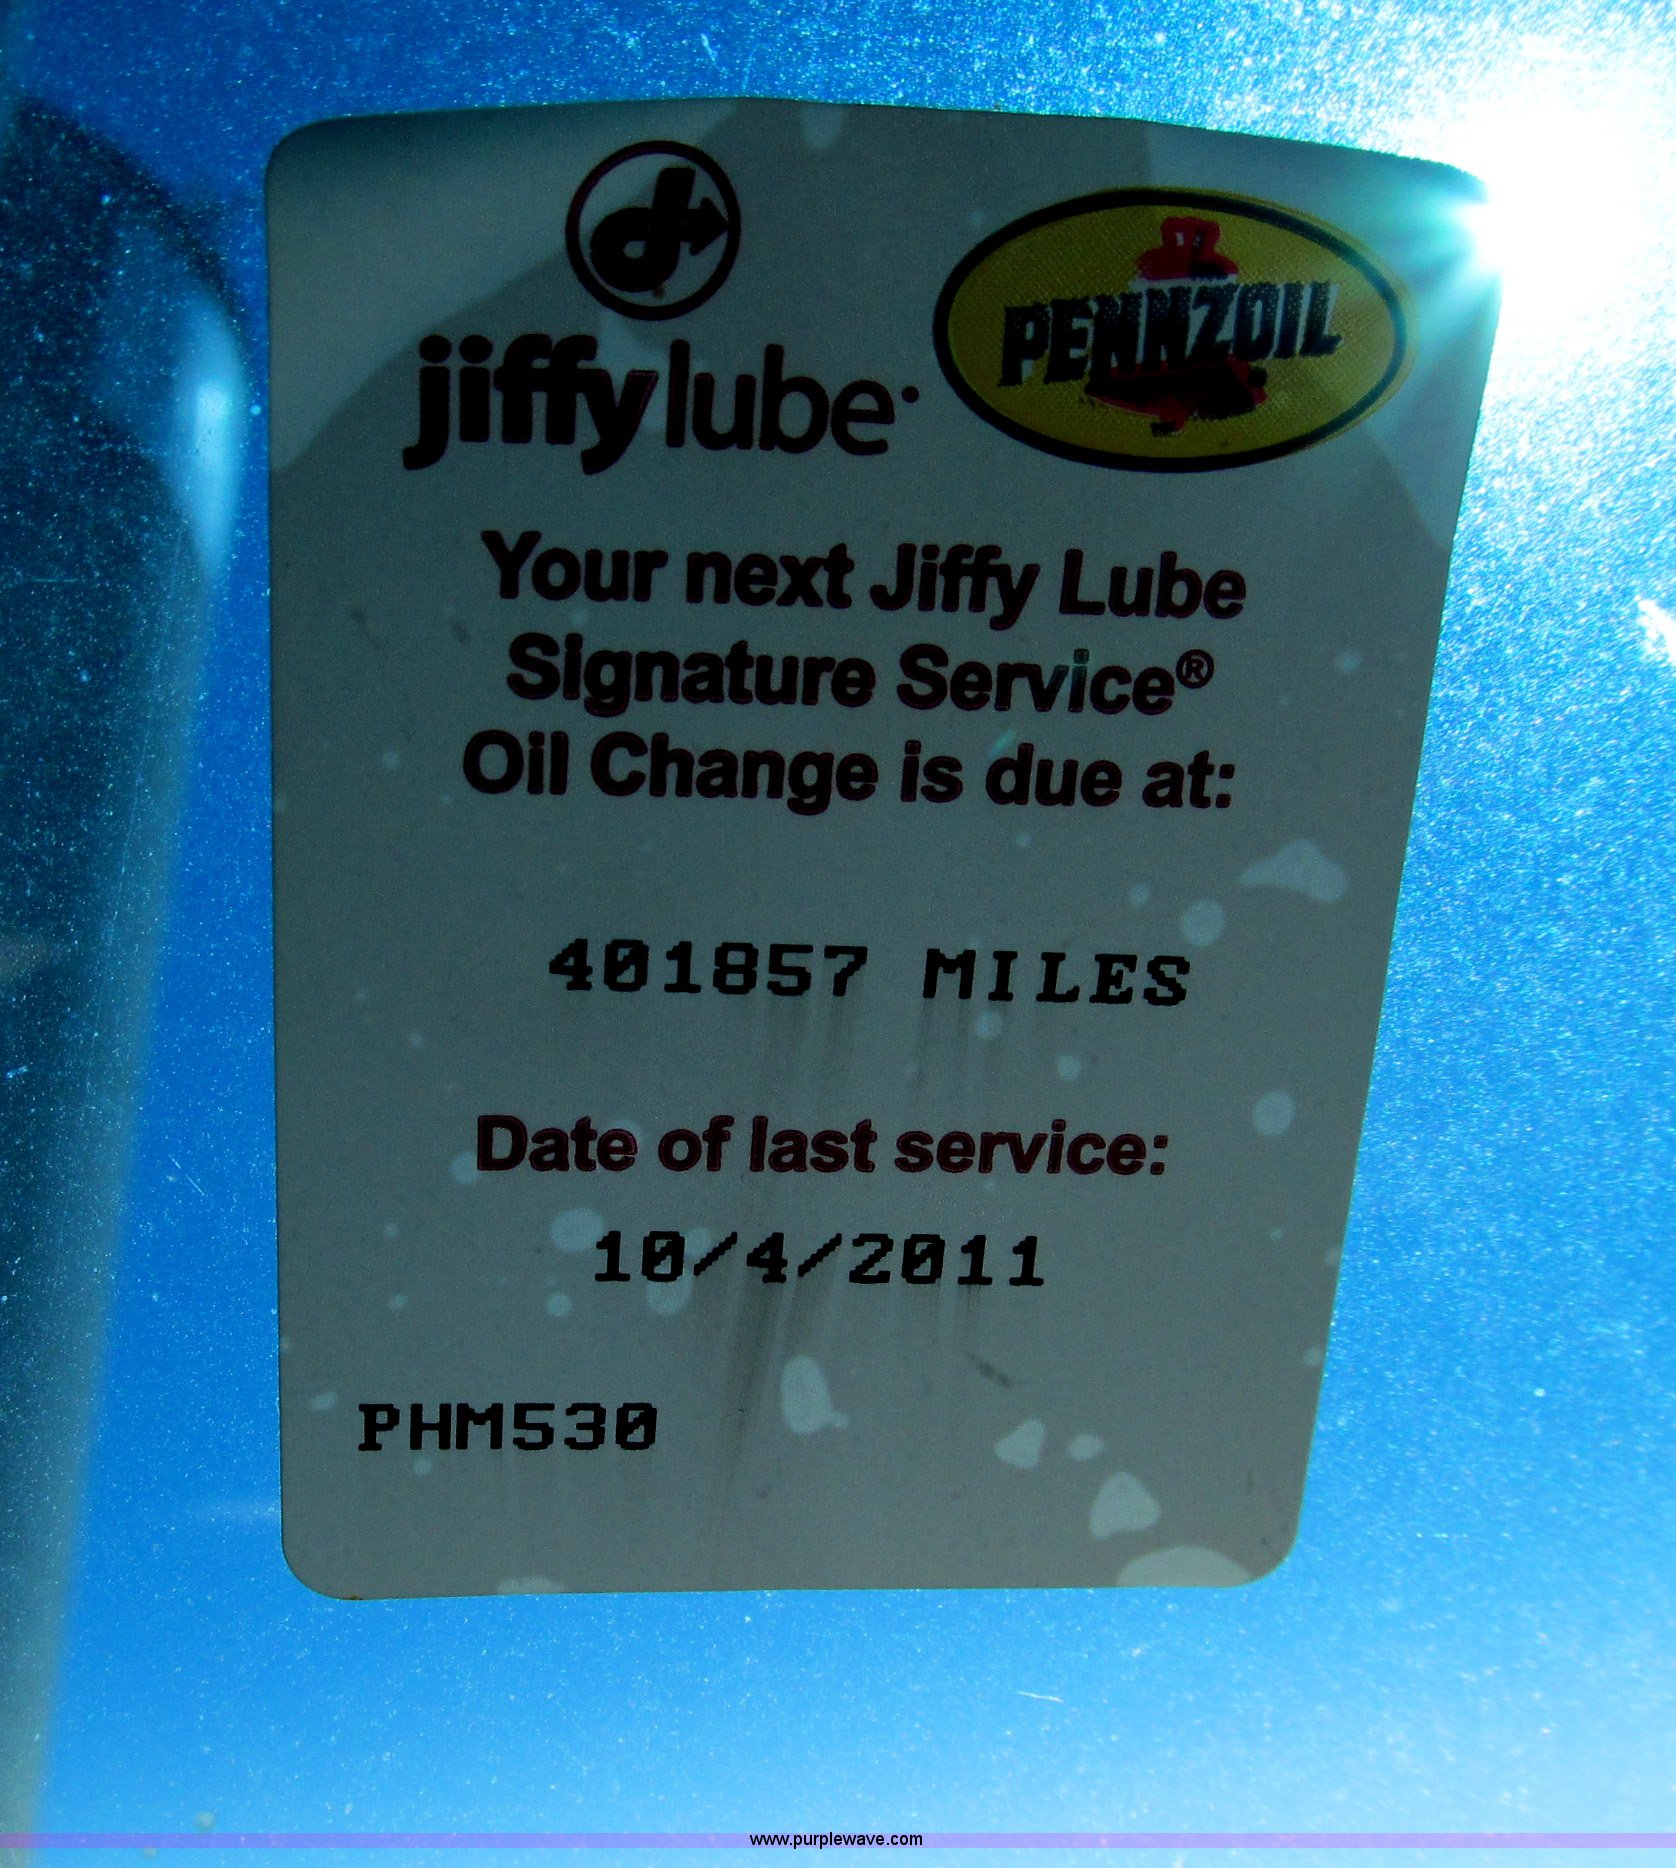 jiffy lube
PENNZOIL
Your next Jiffy Lube
Signature Service®
Oil Change is due at:
401857 MILES
Date of last service:
10/4/2011
PHM530
www.purplewave.com